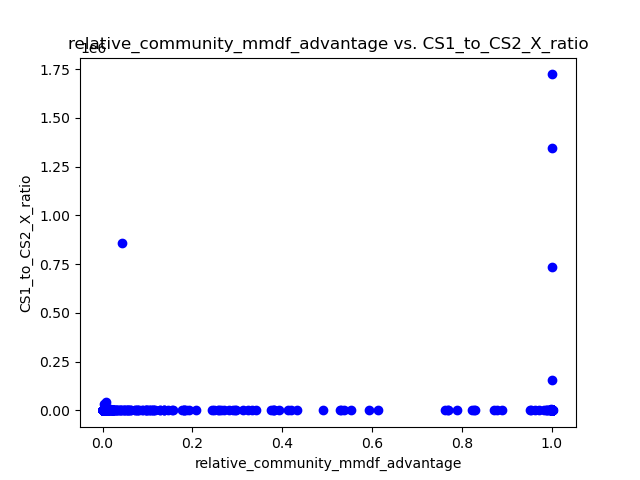 relative_community_mmdf_advantage vs. CS1_to_CS2_X_ratio
1e6
1.75
1.50
1.25
1.00
0.75
0.50
0.25
0.00
CS1_to_CS2_X_ratio
0.0 0.2 0.4 0.6 0.8 1.0
relative_community_mmdf_advantage